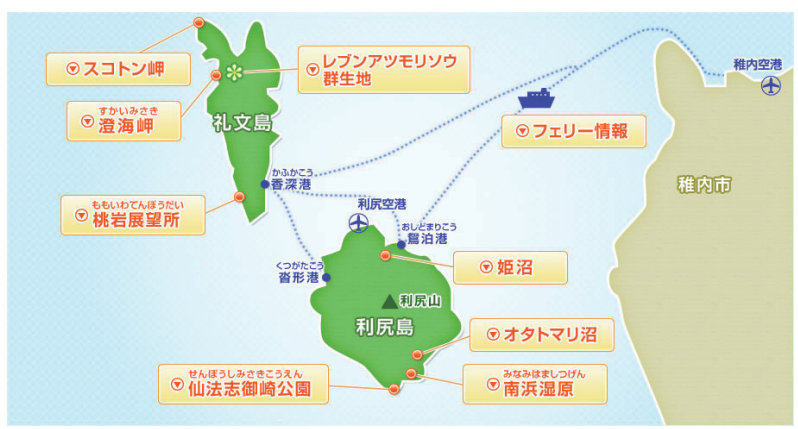 スコトン岬
レブンアツモリソウ
群生地
稚内空港
すかいみさき
澄海岬
礼文島
フェリー情報
かふかこう
香深港
稚内市
ももいわてんぼうだい
桃岩展望所
利尻空港
おしどまりこう
鴛泊港
くつがたこう
沓形港
姫沼
利尻山
利尻島
オタトマリ沼
せんぽうしみさきこうえん
仙法志御崎公園
みなみはましつげん
南浜湿原